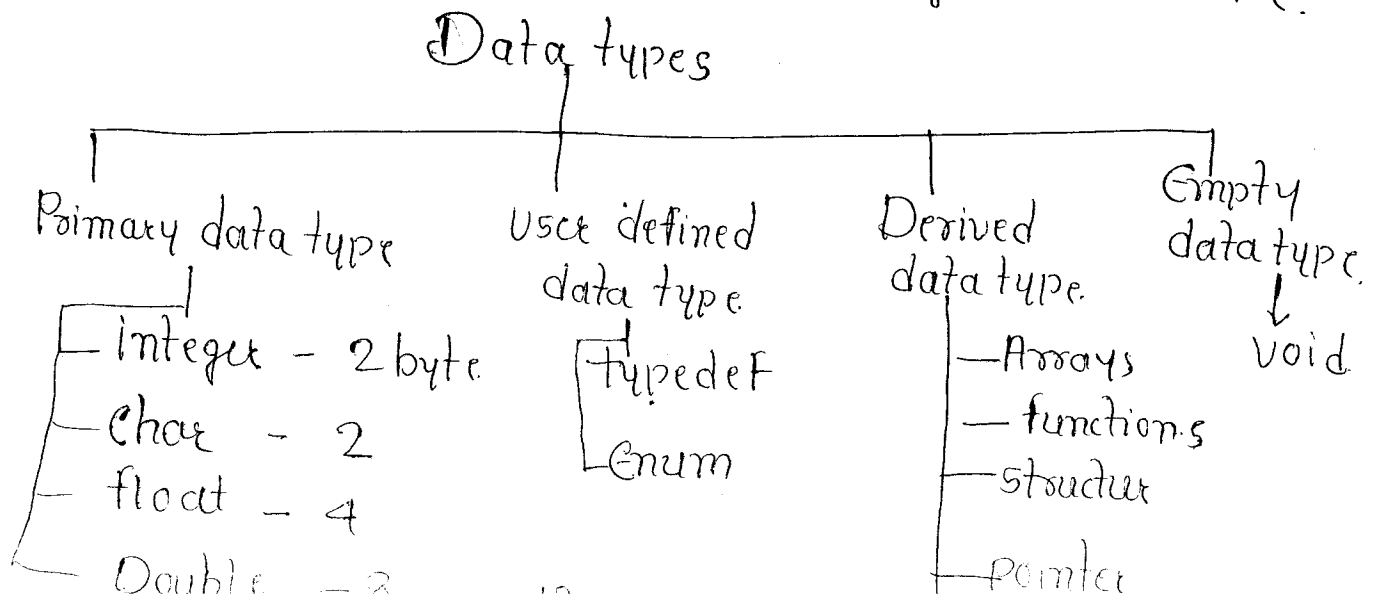 Data types
Primary data type
integer - 2 byte
Char - 2
float - 4
Double
User defined
data type
typedef
Enum
Derived
data type.
Arrays
functions
structur
pointer
Empty
data type.
void